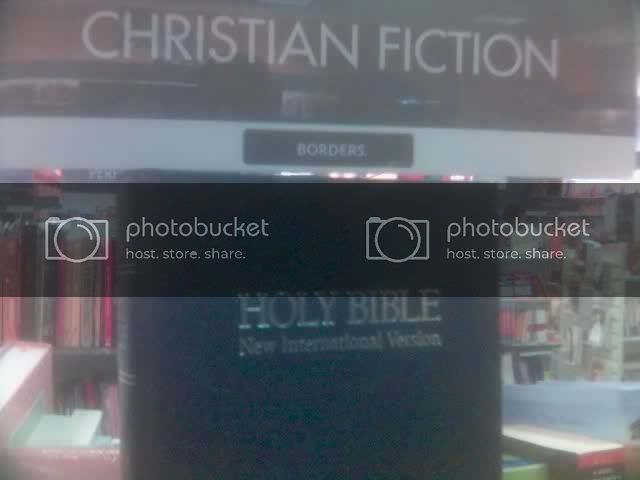 CHRISTIAN FICTION
BORDERS.
photobucket
host. store. share.
photobucket
host. store. share.
HOLY BIBLE
New International Version